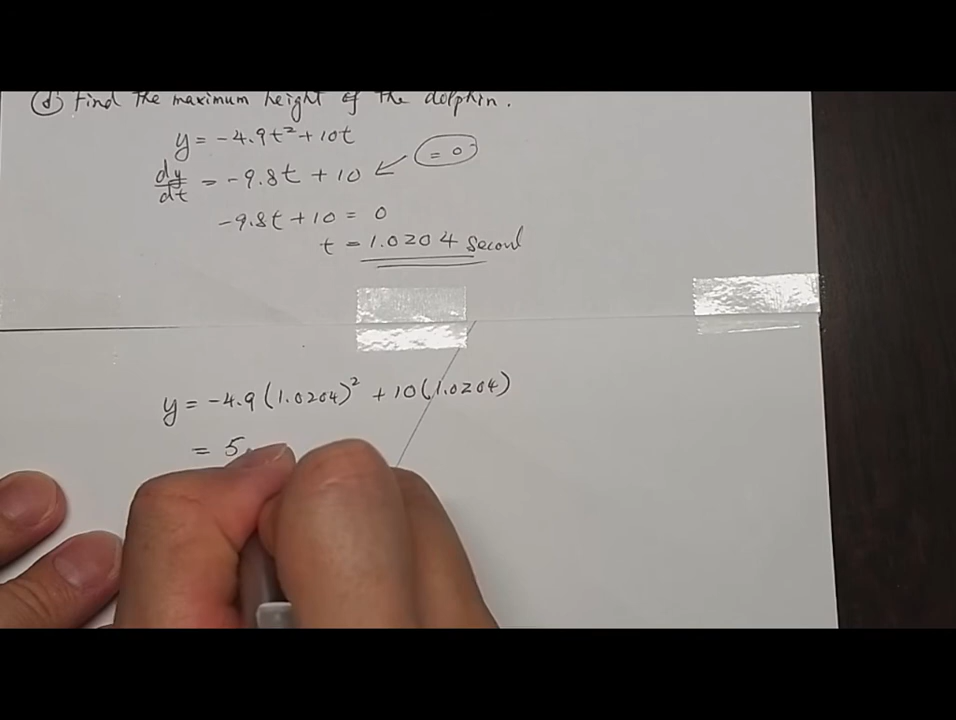 (d) Find the maximum height of the dolphin.
y = -4.9t² + 10t
= 0
dy/dt = -9.8t + 10
-9.8t + 10 = 0
t = 1.0204 second
y = -4.9(1.0204)² + 10(1.0204)
= 5.